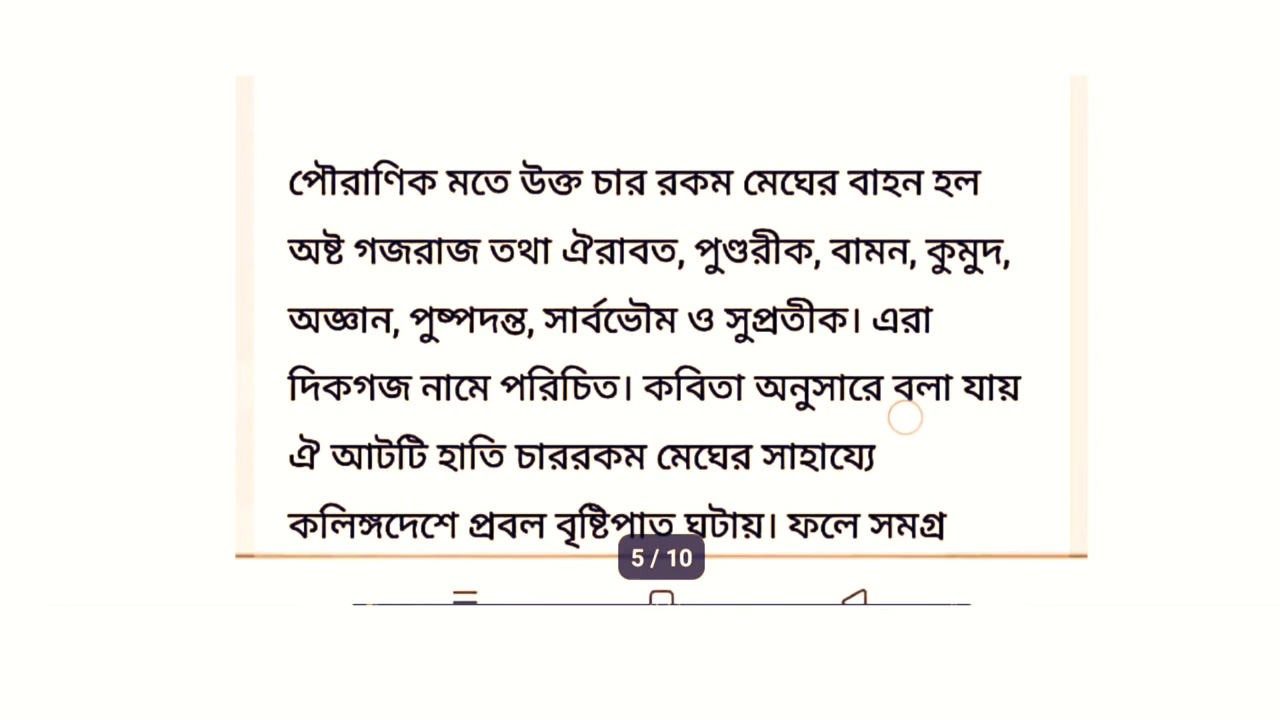 পৌরাণিক মতে উক্ত চার রকম মেঘের বাহন হল
অষ্ট গজরাজ তথা ঐরাবত, পুণ্ডরীক, বামন, কুমুদ,
অজ্ঞান, পুষ্পদন্ত, সার্বভৌম ও সুপ্রতীক। এরা
দিকগজ নামে পরিচিত। কবিতা অনুসারে বলা যায়
ঐ আটটি হাতি চাররকম মেঘের সাহায্যে
কলিঙ্গদেশে প্রবল বৃষ্টিপাত ঘটায়। ফলে সমগ্র
5 / 10